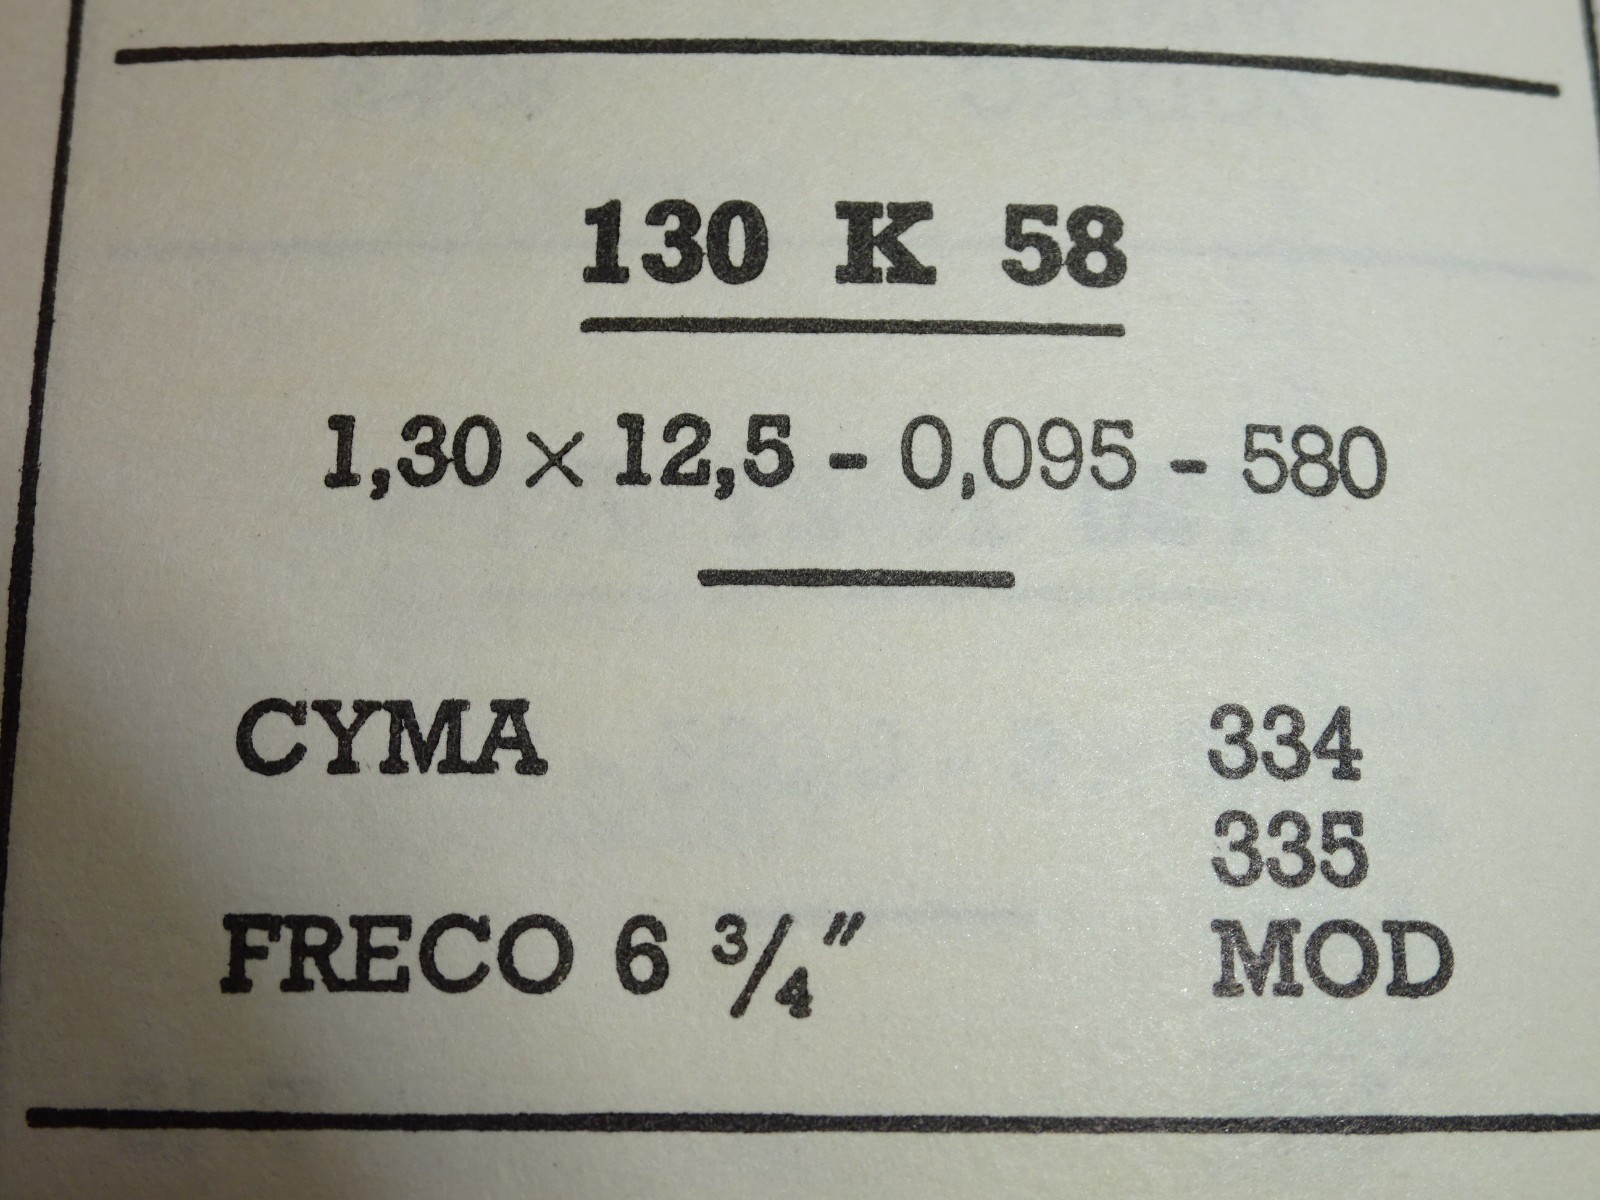 130 K 58
1,30 × 12,5 - 0,095 - 580
CYMA 334
335
FRECO 6 ¾" MOD